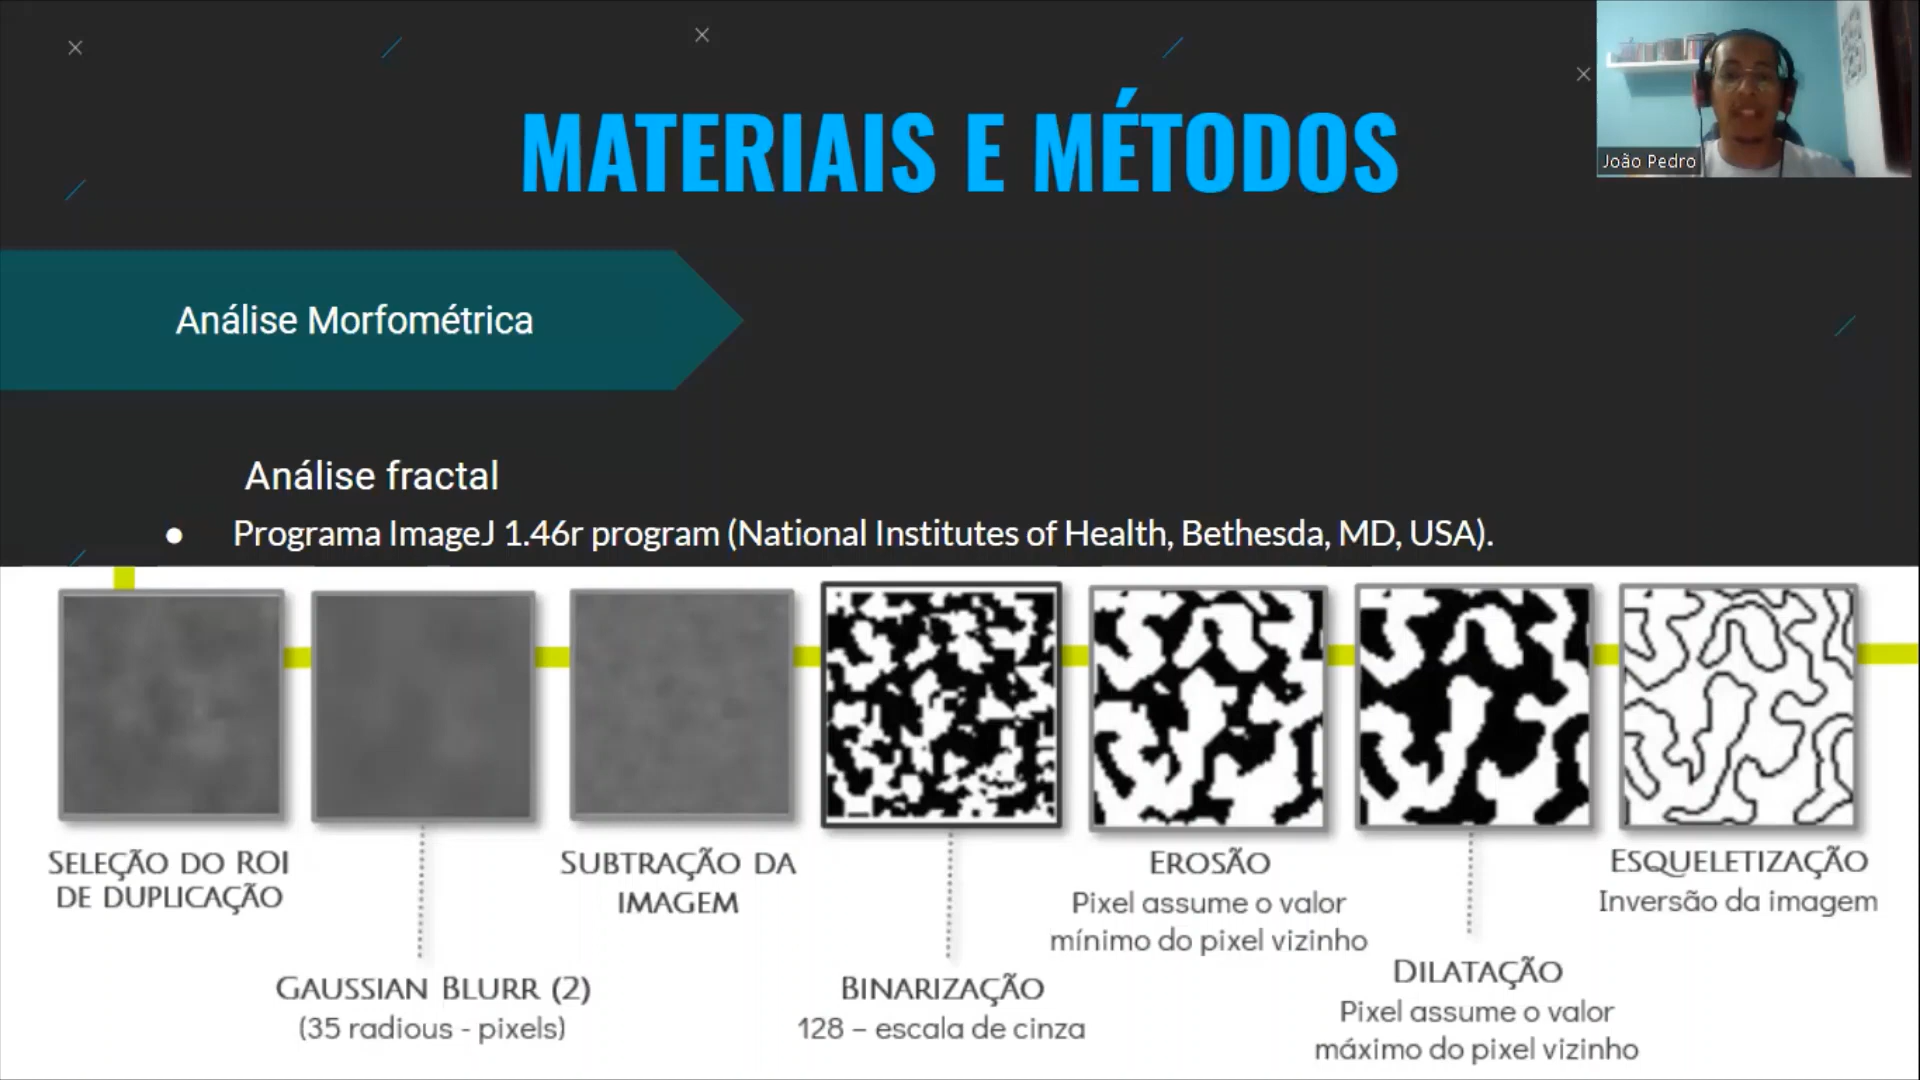 MATERIAIS E MÉTODOS
João Pedro
Análise Morfométrica
Análise fractal
● Programa ImageJ 1.46r program (National Institutes of Health, Bethesda, MD, USA).
SELEÇÃO DO ROI
DE DUPLICAÇÃO
GAUSSIAN BLURR (2)
(35 radious - pixels)
SUBTRAÇÃO DA
IMAGEM
BINARIZAÇÃO
128 – escala de cinza
EROSÃO
Pixel assume o valor
mínimo do pixel vizinho
DILATAÇÃO
Pixel assume o valor
máximo do pixel vizinho
ESQUELETIZAÇÃO
Inversão da imagem